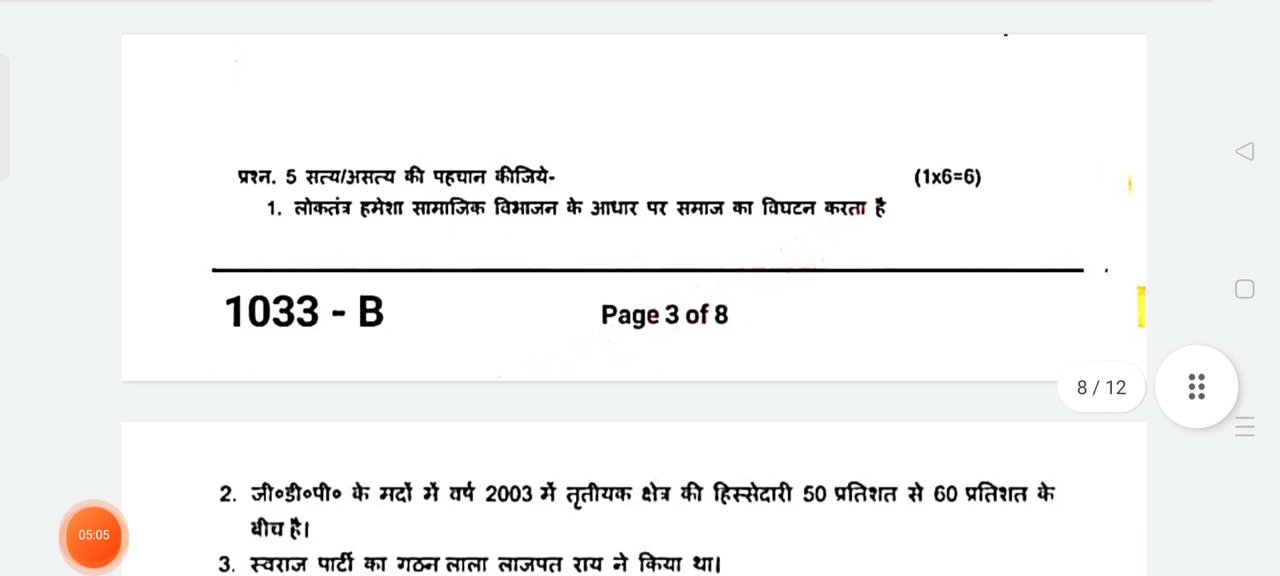 प्रश्न. 5 सत्य/असत्य की पहचान कीजिये- (1x6=6)
1. लोकतंत्र हमेशा सामाजिक विभाजन के आधार पर समाज का विघटन करता है
1033 - B Page 3 of 8
8 / 12
2. जी०डी०पी० के मदों में वर्ष 2003 में तृतीयक क्षेत्र की हिस्सेदारी 50 प्रतिशत से 60 प्रतिशत के
बीच है।
05:05
3. स्वराज पार्टी का गठन लाला लाजपत राय ने किया था।